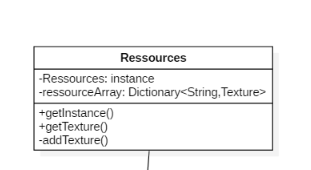 Ressources
-Ressources: instance
-ressourceArray: Dictionary<String,Texture>
+getInstance()
+getTexture()
-addTexture()